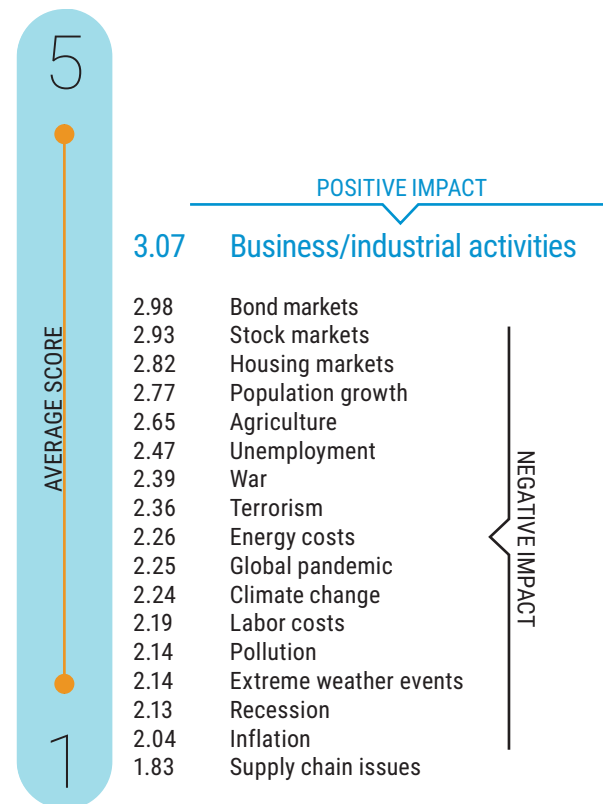 5
AVERAGE SCORE
1
POSITIVE IMPACT
3.07 Business/industrial activities
2.98 Bond markets
2.93 Stock markets
2.82 Housing markets
2.77 Population growth
2.65 Agriculture
2.47 Unemployment
2.39 War
2.36 Terrorism
2.26 Energy costs
2.25 Global pandemic
2.24 Climate change
2.19 Labor costs
2.14 Pollution
2.14 Extreme weather events
2.13 Recession
2.04 Inflation
1.83 Supply chain issues
NEGATIVE IMPACT